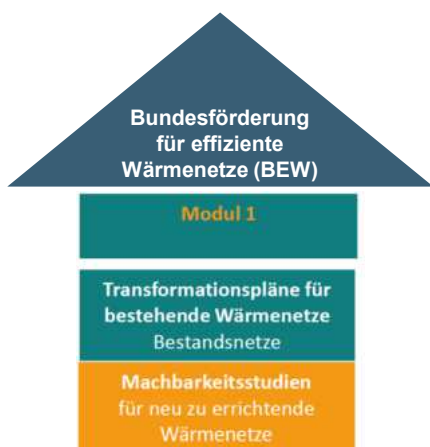 Bundesförderung
für effiziente
Wärmenetze (BEW)
Modul 1
Transformationspläne für
bestehende Wärmenetze
Bestandsnetze
Machbarkeitsstudien
für neu zu errichtende
Wärmenetze